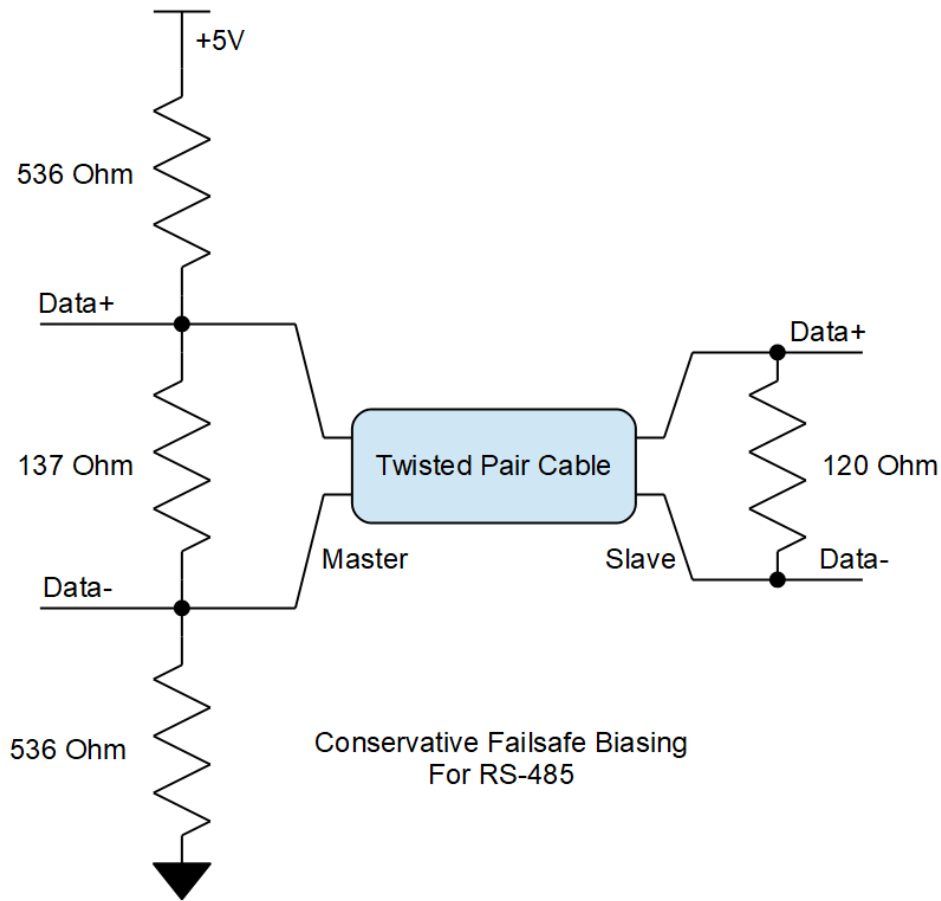 +5V
536 Ohm
Data+
Data+
137 Ohm
Twisted Pair Cable
120 Ohm
Master
Slave
Data-
Data-
536 Ohm
Conservative Failsafe Biasing
For RS-485